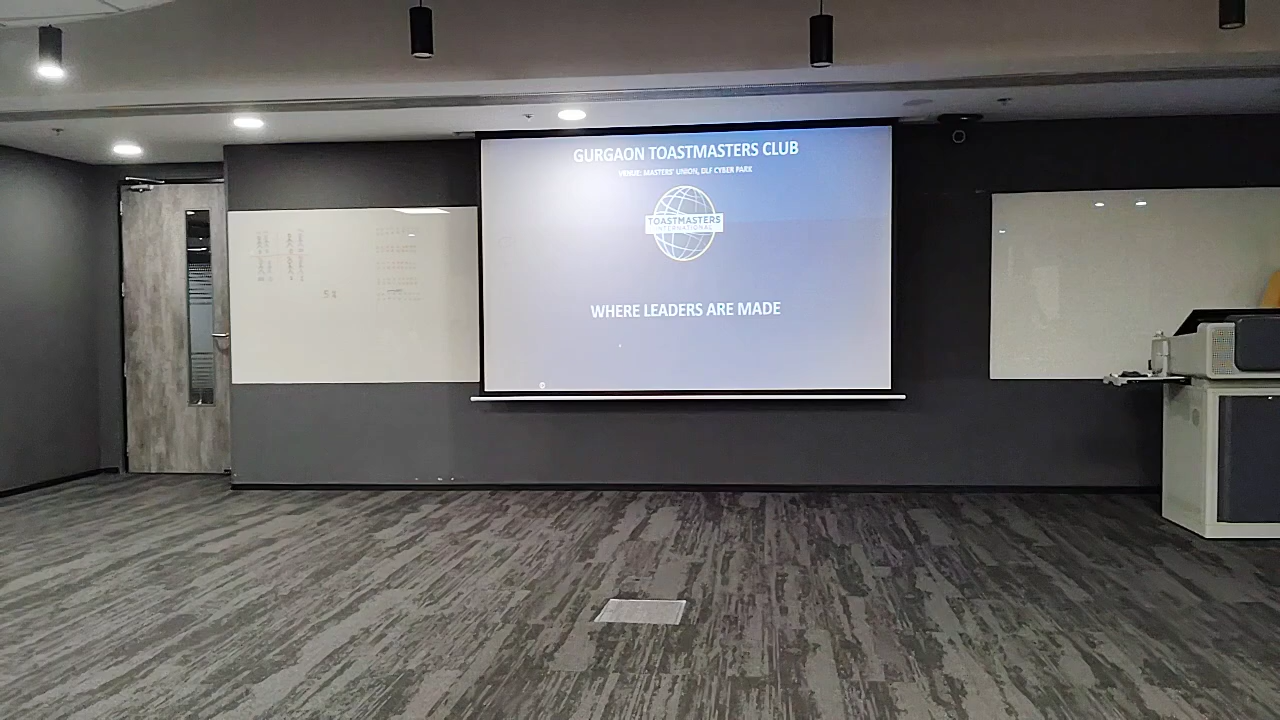 GURGAON TOASTMASTERS CLUB
VENUE: MASTERS' UNION, DLF CYBER PARK
TOASTMASTERS
INTERNATIONAL
WHERE LEADERS ARE MADE